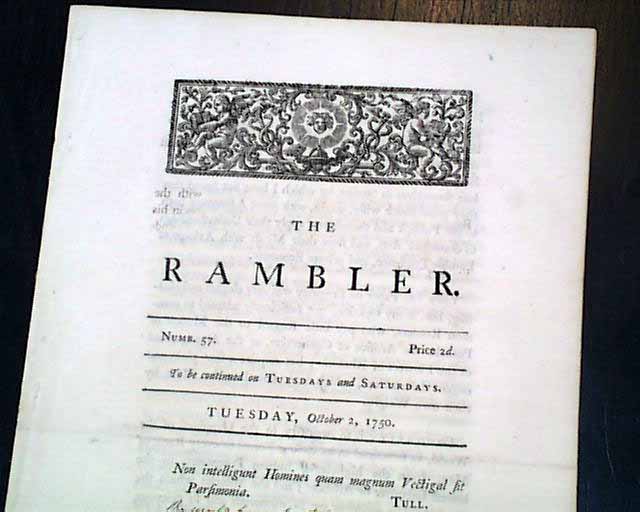 THE
RAMBLER.
NUMB. 57. Price 2d.
To be continued on TUESDAYS and SATURDAYS.
TUESDAY, October 2, 1750.
Non intelligunt Homines quam magnum Vectigal sit
Parsimonia. TULL.